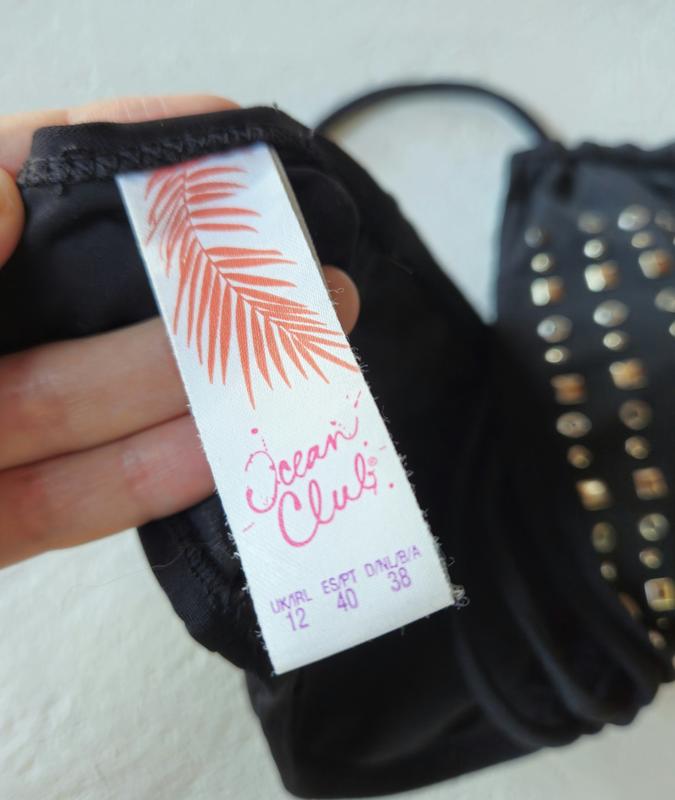 Ocean
Club®
UK/IRL ES/PT D/NL/B/A
12 40 38